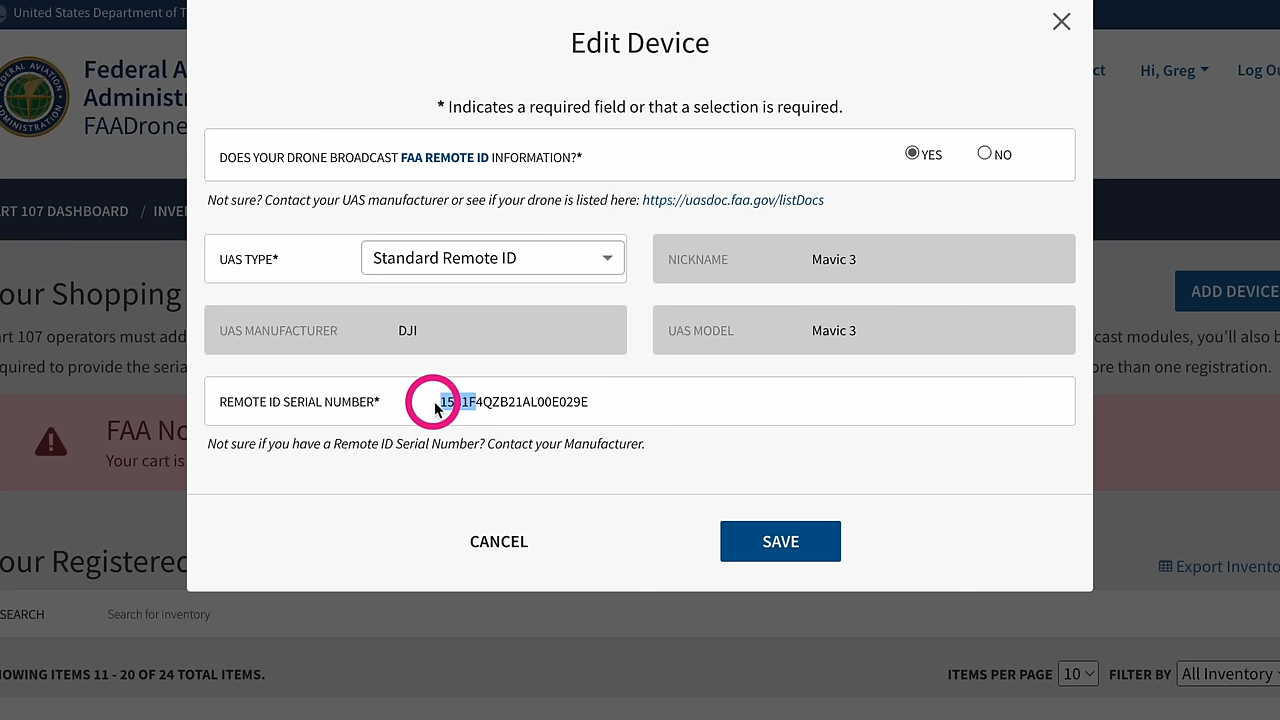 United States Department of T
Edit Device
Federal A
Administr
FAADrone
ct
Hi, Greg
Log Ou
* Indicates a required field or that a selection is required.
DOES YOUR DRONE BROADCAST FAA REMOTE ID INFORMATION?*
YES
NO
Not sure? Contact your UAS manufacturer or see if your drone is listed here: https://uasdoc.faa.gov/listDocs
RT 107 DASHBOARD / INVE
UAS TYPE*
Standard Remote ID
NICKNAME
Mavic 3
our Shopping
ADD DEVICE
UAS MANUFACTURER
DJI
UAS MODEL
Mavic 3
art 107 operators must add
cast modules, you'll also b
quired to provide the seria
ore than one registration.
REMOTE ID SERIAL NUMBER*
1581F4QZB21AL00E029E
Not sure if you have a Remote ID Serial Number? Contact your Manufacturer.
FAA No
Your cart is
CANCEL
SAVE
our Registered
Export Invento
SEARCH
Search for inventory
HOWING ITEMS 11 - 20 OF 24 TOTAL ITEMS.
ITEMS PER PAGE
10
FILTER BY
All Inventory